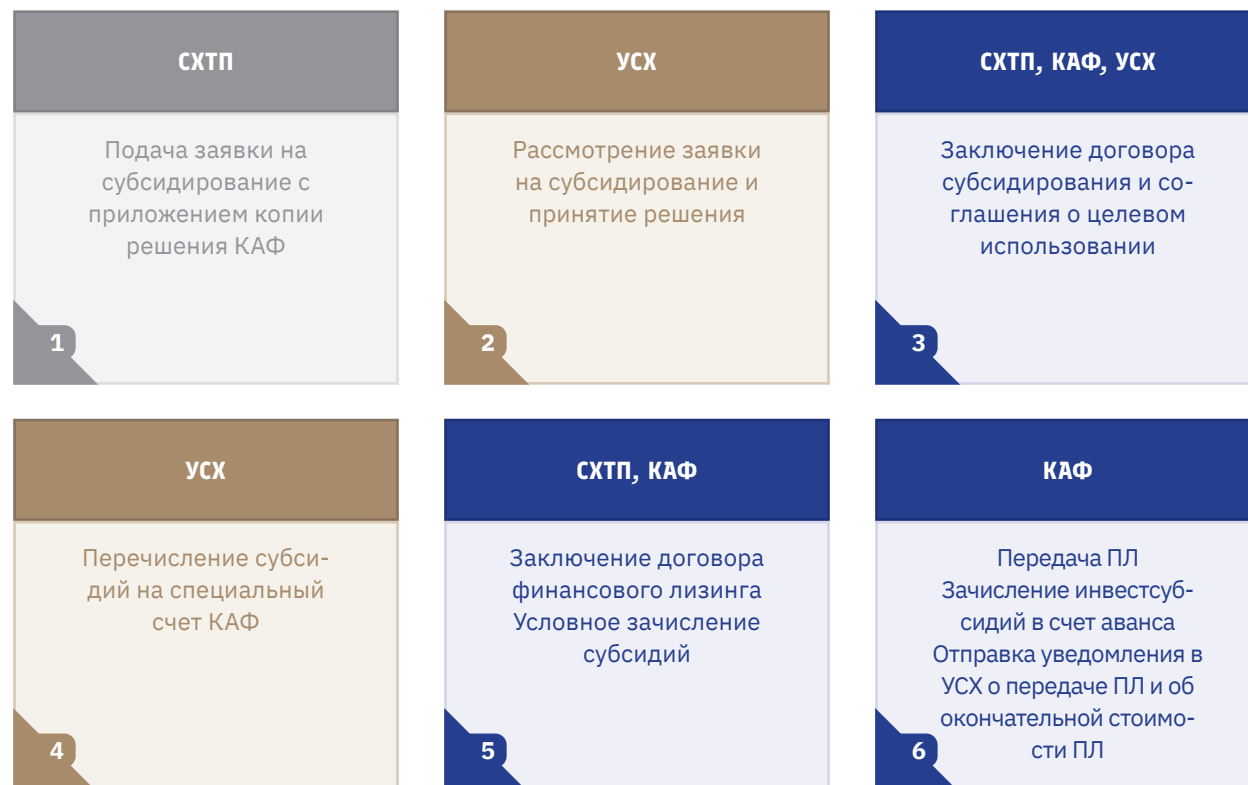 СХТП
Подача заявки на
субсидирование с
приложением копии
решения КАФ
1
УСХ
Рассмотрение заявки
на субсидирование и
принятие решения
2
СХТП, КАФ, УСХ
Заключение договора
субсидирования и со-
глашения о целевом
использовании
3
УСХ
Перечисление субси-
дий на специальный
счет КАФ
4
СХТП, КАФ
Заключение договора
финансового лизинга
Условное зачисление
субсидий
5
КАФ
Передача ПЛ
Зачисление инвестсуб-
сидий в счет аванса
Отправка уведомления в
УСХ о передаче ПЛ и об
окончательной стоимо-
сти ПЛ
6